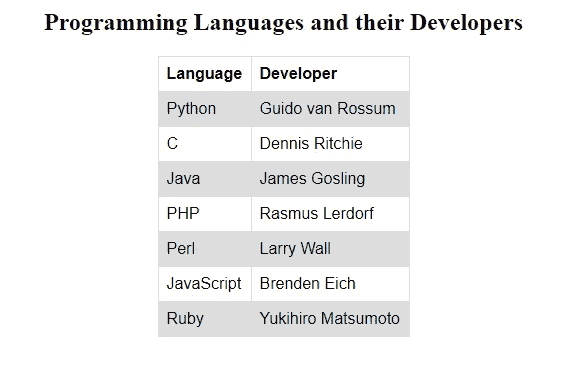 Programming Languages and their Developers
Language Developer
Python Guido van Rossum
C Dennis Ritchie
Java James Gosling
PHP Rasmus Lerdorf
Perl Larry Wall
JavaScript Brenden Eich
Ruby Yukihiro Matsumoto